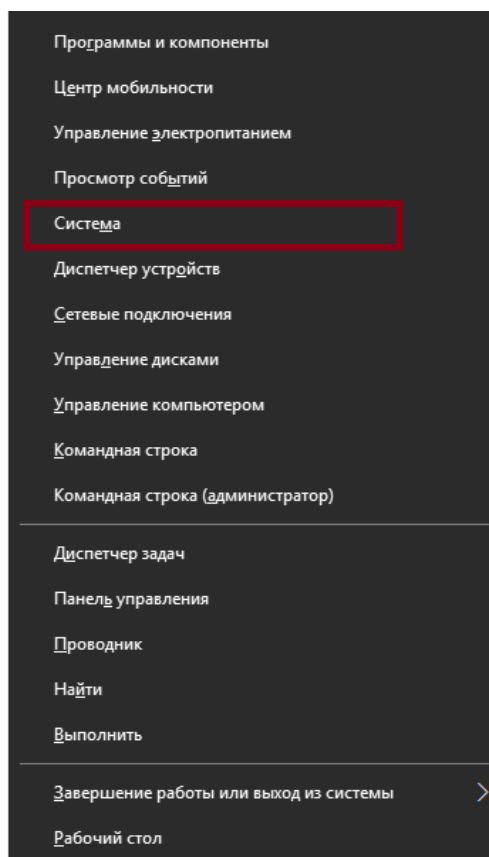 Программы и компоненты
Центр мобильности
Управление электропитанием
Просмотр событий
Система
Диспетчер устройств
Сетевые подключения
Управление дисками
Управление компьютером
Командная строка
Командная строка (администратор)
Диспетчер задач
Панель управления
Проводник
Найти
Выполнить
Завершение работы или выход из системы
Рабочий стол